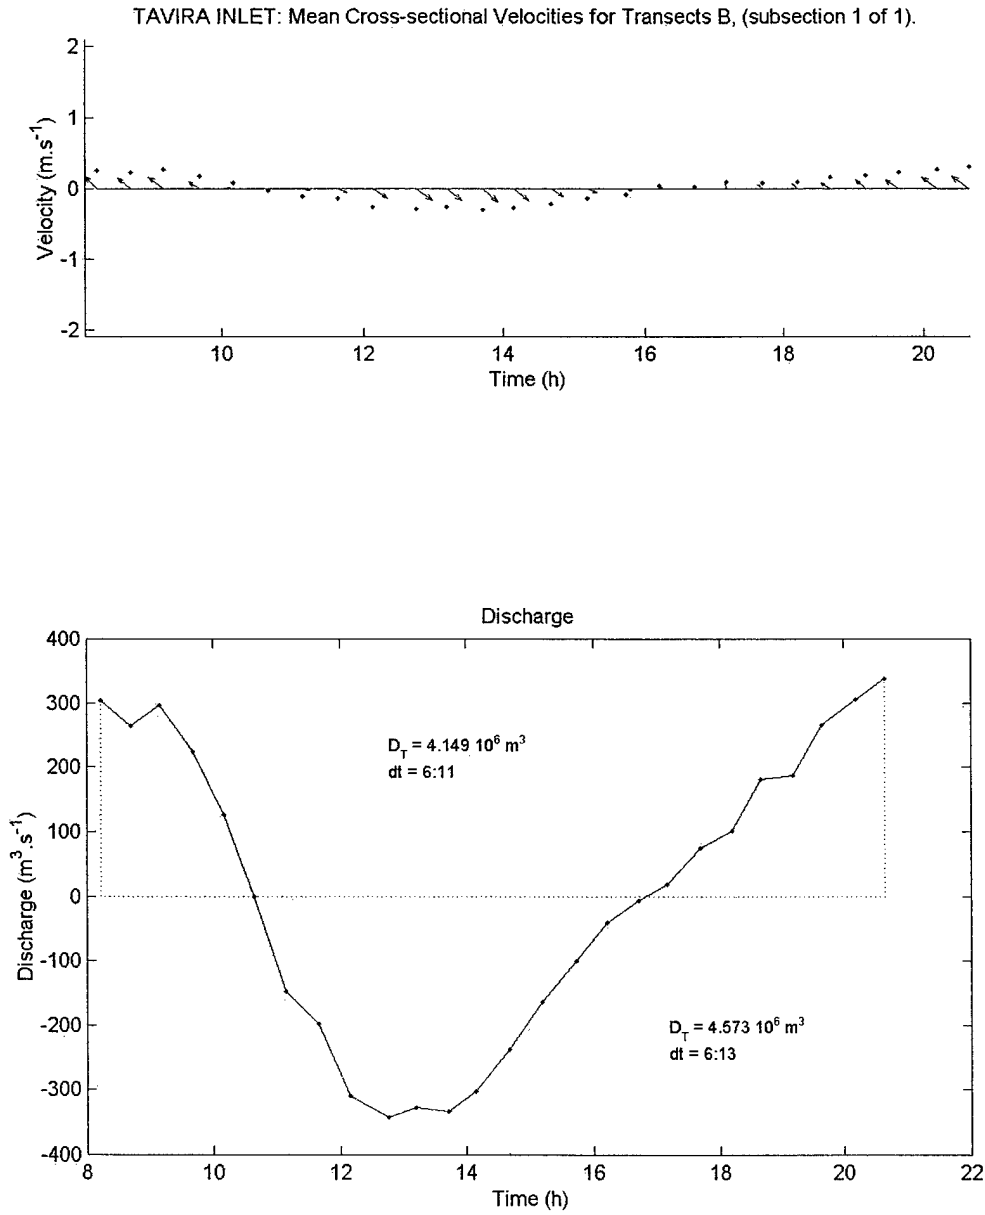 TAVIRA INLET: Mean Cross-sectional Velocities for Transects B, (subsection 1 of 1).
2
1
0
-1
-2
Velocity (m.s⁻¹)
10 12 14 16 18 20
Time (h)
Discharge
400
300
200
100
0
-100
-200
-300
-400
Discharge (m³.s⁻¹)
D_T = 4.149 10⁶ m³
dt = 6:11
D_T = 4.573 10⁶ m³
dt = 6:13
8 10 12 14 16 18 20 22
Time (h)